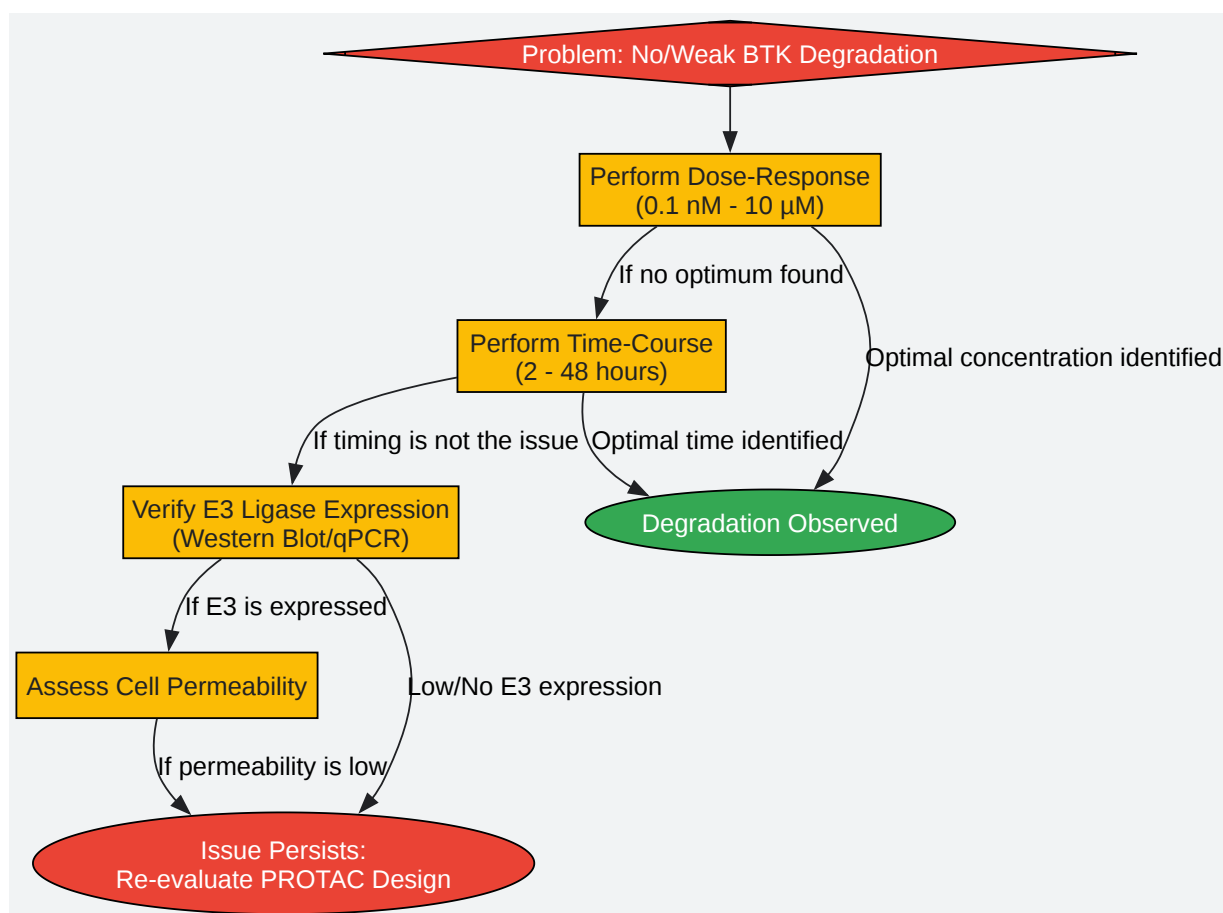 Problem: No/Weak BTK Degradation
Perform Dose-Response
(0.1 nM - 10 µM)
If no optimum found
Perform Time-Course
(2 - 48 hours)
Optimal concentration identified
If timing is not the issue
Optimal time identified
Verify E3 Ligase Expression
(Western Blot/qPCR)
Degradation Observed
If E3 is expressed
Assess Cell Permeability
Low/No E3 expression
If permeability is low
Issue Persists:
Re-evaluate PROTAC Design